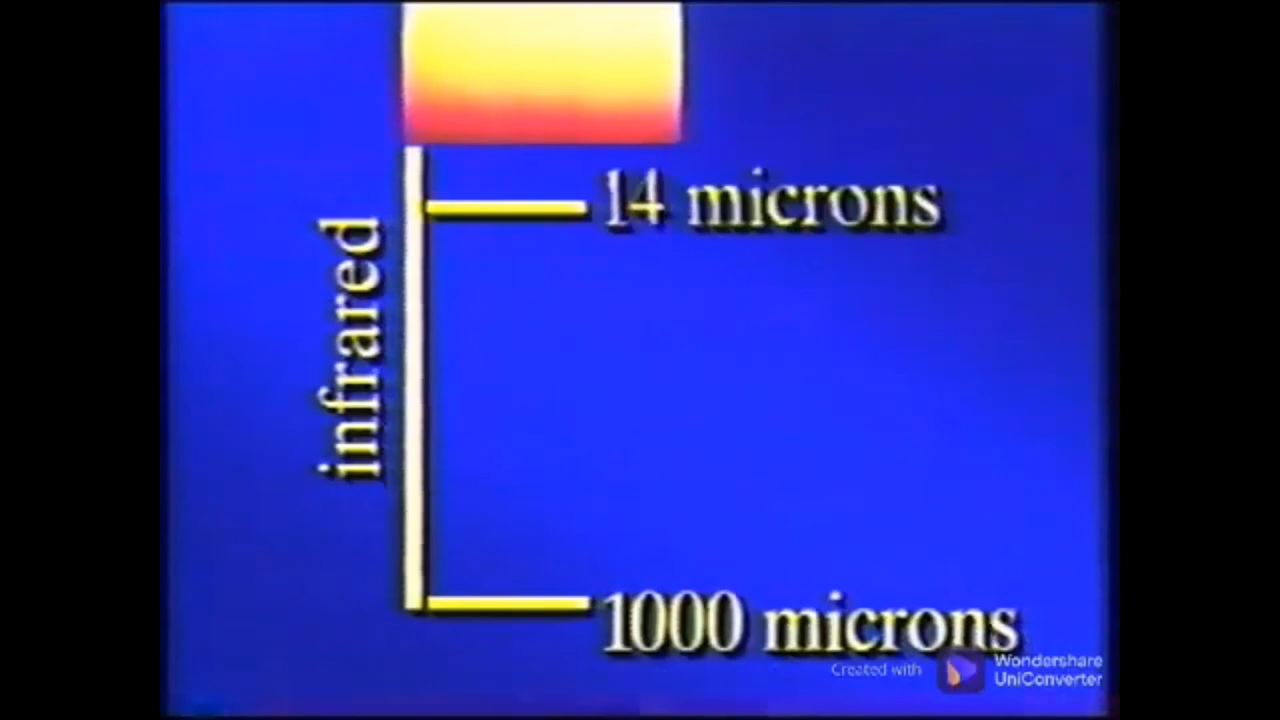 14 microns
infrared
1000 microns
Created with
Wondershare
UniConverter